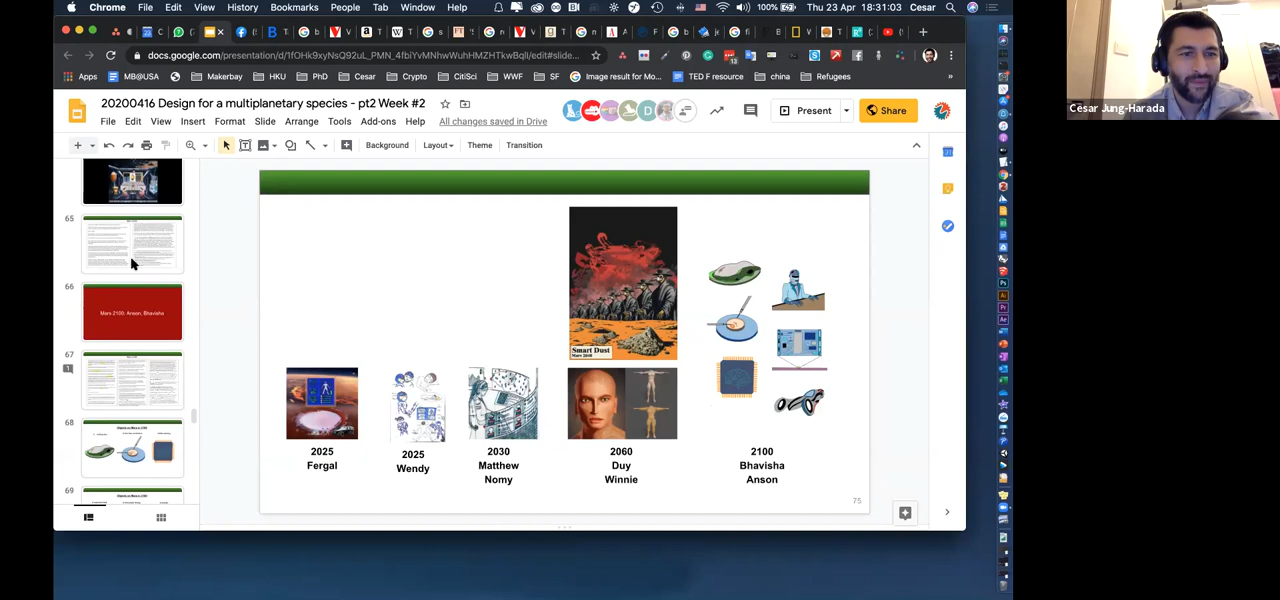 Chrome File Edit View History Bookmarks People Tab Window Help 100% Thu 23 Apr 18:31:03 Cesar
docs.google.com/presentation/d/1fOHk9xyNsQ92uL_PMN_4fbiYvMNhWuHMZHTkwBqlI/edit#slide...
Apps MB@USA Makerbay HKU PhD Cesar Crypto CitSci WWF SF Image result for Mo... TED F resource china Refugees »
20200416 Design for a multiplanetary species - pt2 Week #2
File Edit View Insert Format Slide Arrange Tools Add-ons Help All changes saved in Drive
Present Share
Background Layout Theme Transition
65
66
Mars 2100: Anson, Bhavisha
67
1
68
69
Smart Dust
Mars 2060
2025
Fergal
2025
Wendy
2030
Matthew
Nomy
2060
Duy
Winnie
2100
Bhavisha
Anson
75
Cesar Jung-Harada